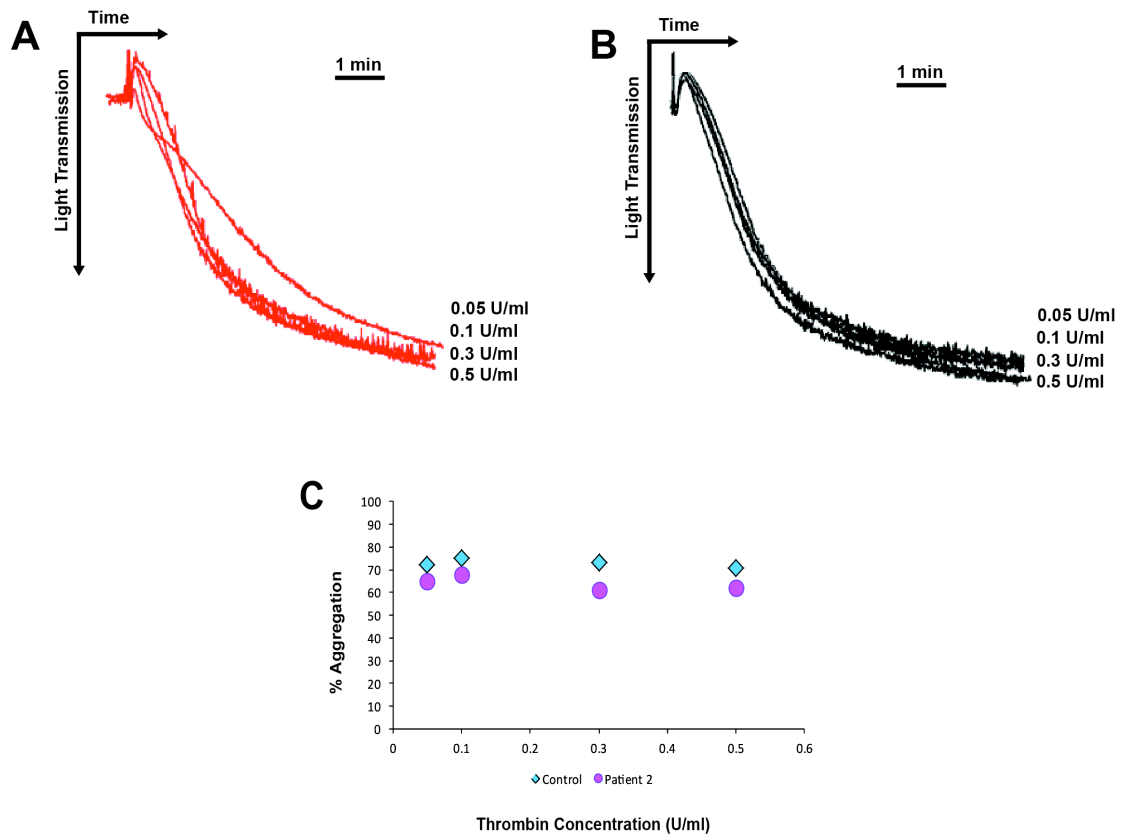 A
Time
Light Transmission
1 min
0.05 U/ml
0.1 U/ml
0.3 U/ml
0.5 U/ml
B
Time
Light Transmission
1 min
0.05 U/ml
0.1 U/ml
0.3 U/ml
0.5 U/ml
C
% Aggregation
100
90
80
70
60
50
40
30
20
10
0
0 0.1 0.2 0.3 0.4 0.5 0.6
Control Patient 2
Thrombin Concentration (U/ml)